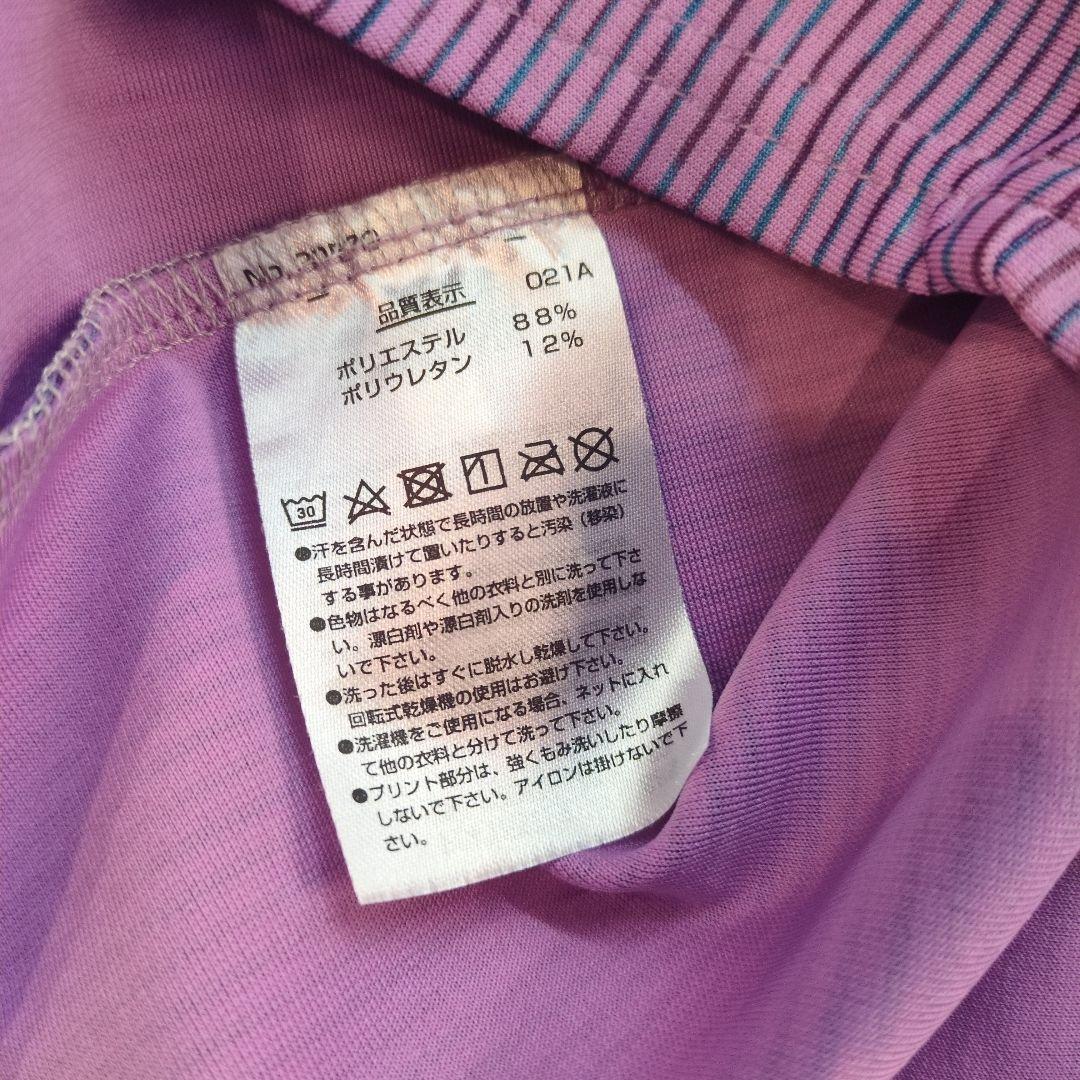 No.
品質表示 021A
ポリエステル 88%
ポリウレタン 12%
30
●汗を含んだ状態で長時間の放置や洗濯液に
長時間漬けて置いたりすると汚染(移染)
する事があります。
●色物はなるべく他の衣料と別に洗って下さ
い。漂白剤や漂白剤入りの洗剤を使用しな
いで下さい。
●洗った後はすぐに脱水し乾燥して下さい。
回転式乾燥機の使用はお避け下さい。
●洗濯機をご使用になる場合、ネットに入れ
て他の衣料と分けて洗って下さい。
●プリント部分は、強くもみ洗いしたり摩擦
しないで下さい。アイロンは掛けないで下
さい。